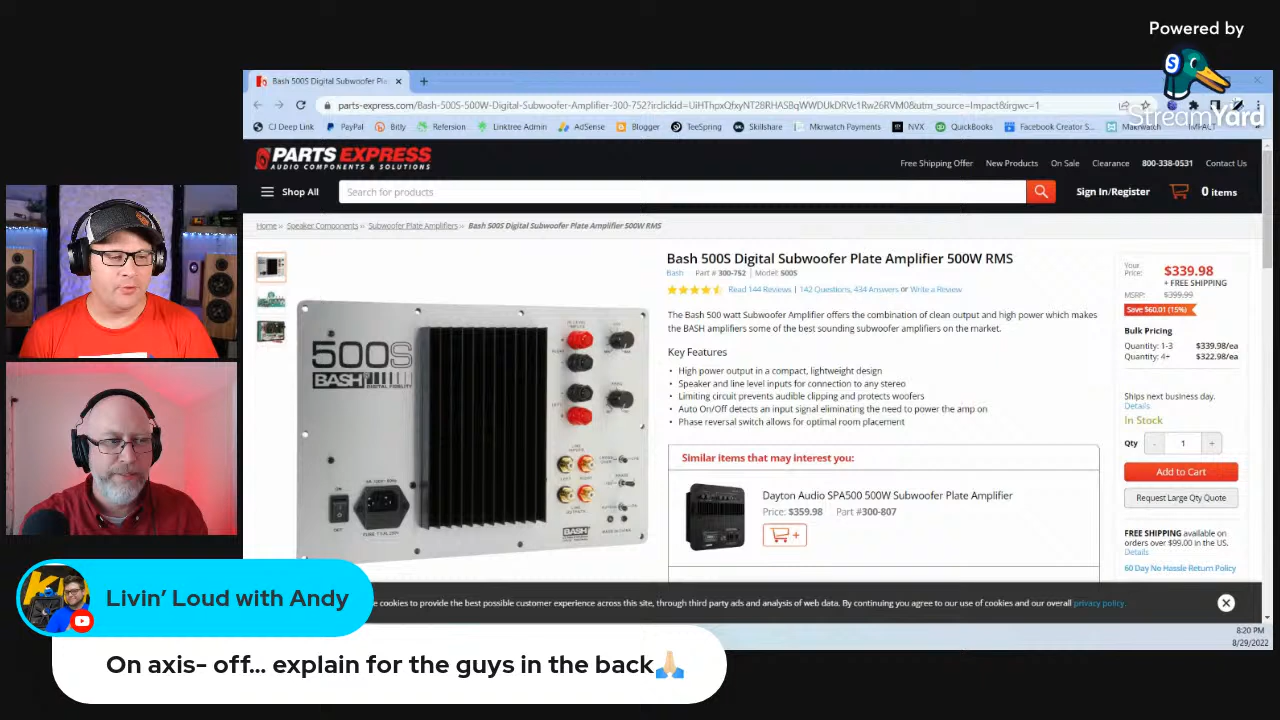 Powered by
StreamYard
Bash 500S Digital Subwoofer Pla
parts-express.com/Bash-500S-500W-Digital-Subwoofer-Amplifier-300-752?irclickid=UiHThpxQfxyNT28RHASBqWWDUkDRVc1Rw26RVM0&utm_source=Impact&irgwc=1
CJ Deep Link
PayPal
Bitty
Refersion
Linktree Admin
AdSense
Blogger
TeeSpring
Skillshare
Mkrwatch Payments
NVX
QuickBooks
Facebook Creator S...
Makrwatch
IMPACT
PARTS EXPRESS
AUDIO COMPONENTS & SOLUTIONS
Free Shipping Offer
New Products
On Sale
Clearance
800-338-0531
Contact Us
Shop All
Search for products
Sign In/Register
0 items
Home » Speaker Components » Subwoofer Plate Amplifiers » Bash 500S Digital Subwoofer Plate Amplifier 500W RMS
500S
BASH
DIGITAL FIDELITY
ON
OFF
BASH
Bash 500S Digital Subwoofer Plate Amplifier 500W RMS
Bash | Part # 300-752 | Model: 500S
Read 144 Reviews | 142 Questions, 434 Answers or Write a Review
The Bash 500 watt Subwoofer Amplifier offers the combination of clean output and high power which makes
the BASH amplifiers some of the best sounding subwoofer amplifiers on the market.
Key Features
• High power output in a compact, lightweight design
• Speaker and line level inputs for connection to any stereo
• Limiting circuit prevents audible clipping and protects woofers
• Auto On/Off detects an input signal eliminating the need to power the amp on
• Phase reversal switch allows for optimal room placement
Similar items that may interest you:
Dayton Audio SPA500 500W Subwoofer Plate Amplifier
Price: $359.98 Part #300-807
+
Your
Price:
$339.98
+ FREE SHIPPING
MSRP: $399.99
Save $60.01 (15%)
Bulk Pricing
Quantity: 1-3 $339.98/ea
Quantity: 4+ $322.98/ea
Ships next business day.
Details
In Stock
Qty - 1 +
Add to Cart
Request Large Qty Quote
FREE SHIPPING available on
orders over $99.00 in the US.
Details
60 Day No Hassle Return Policy
e cookies to provide the best possible customer experience across this site, through third party ads and analysis of web data. By continuing you agree to our use of cookies and our overall privacy policy.
8:20 PM
8/29/2022
Livin' Loud with Andy
On axis- off... explain for the guys in the back🙏🏼